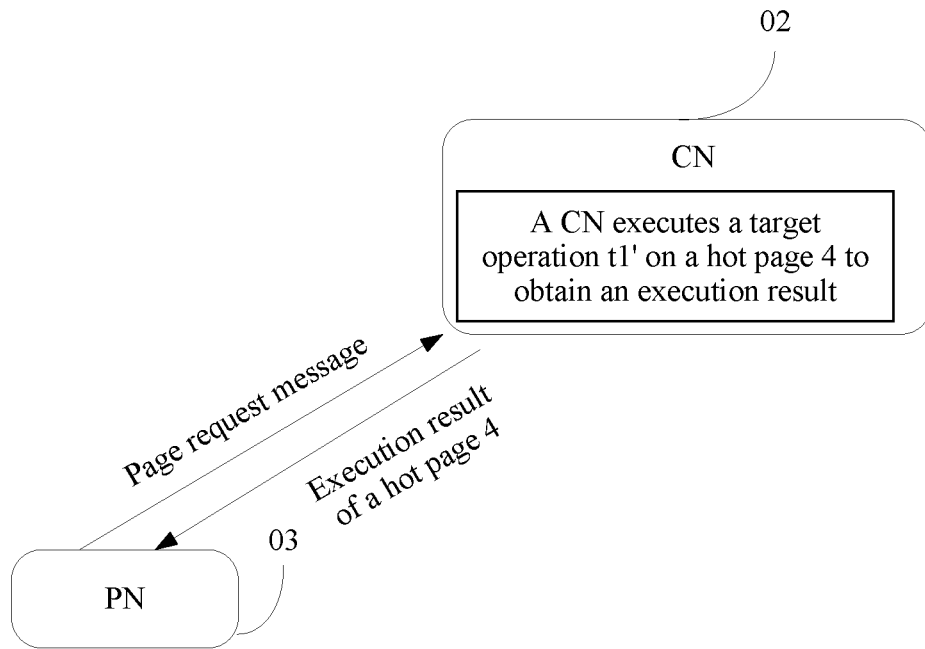 02
CN
A CN executes a target
operation t1' on a hot page 4 to
obtain an execution result
Page request message
Execution result
of a hot page 4
03
PN